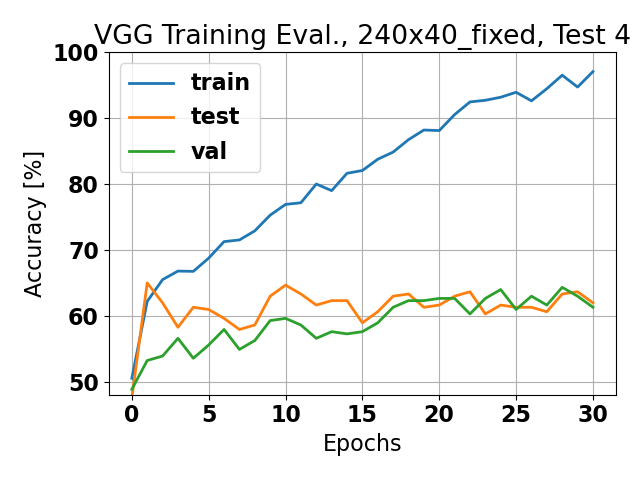 VGG Training Eval., 240x40_fixed, Test 4
100
90
80
70
60
50
Accuracy [%]
train
test
val
0 5 10 15 20 25 30
Epochs